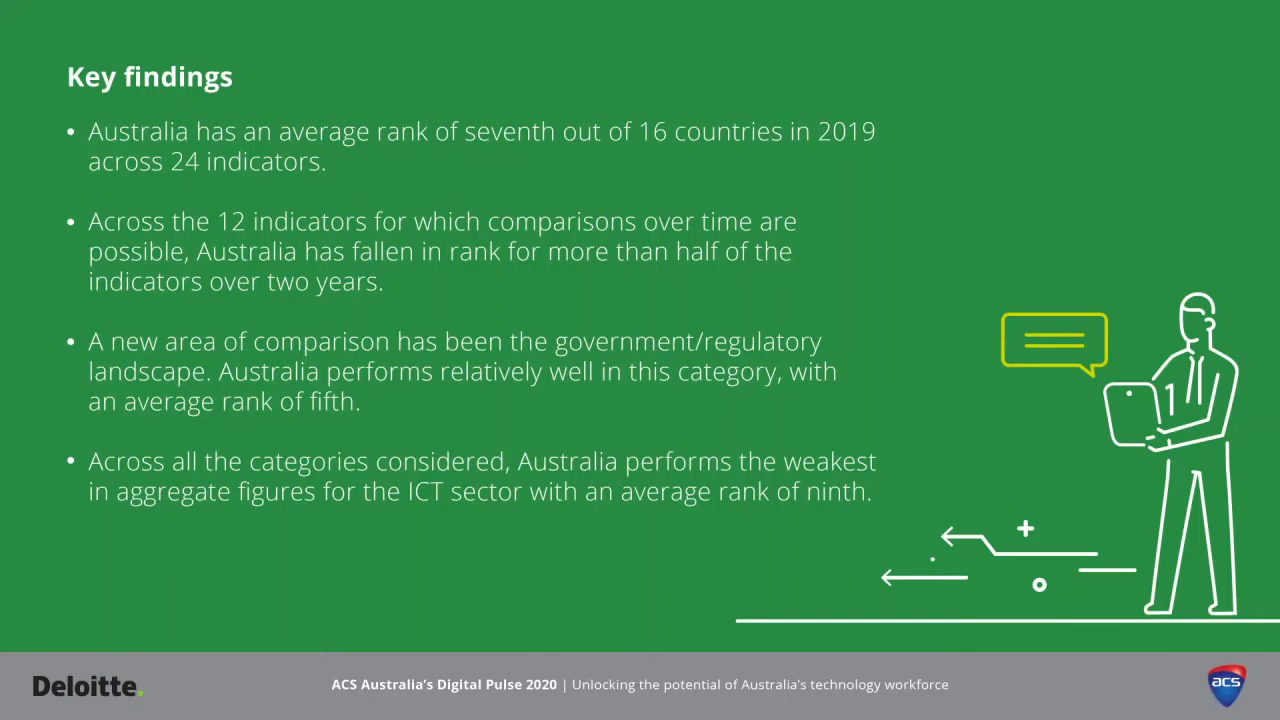 Key findings
• Australia has an average rank of seventh out of 16 countries in 2019
across 24 indicators.
• Across the 12 indicators for which comparisons over time are
possible, Australia has fallen in rank for more than half of the
indicators over two years.
• A new area of comparison has been the government/regulatory
landscape. Australia performs relatively well in this category, with
an average rank of fifth.
• Across all the categories considered, Australia performs the weakest
in aggregate figures for the ICT sector with an average rank of ninth.
Deloitte.
ACS Australia’s Digital Pulse 2020 | Unlocking the potential of Australia’s technology workforce
acs